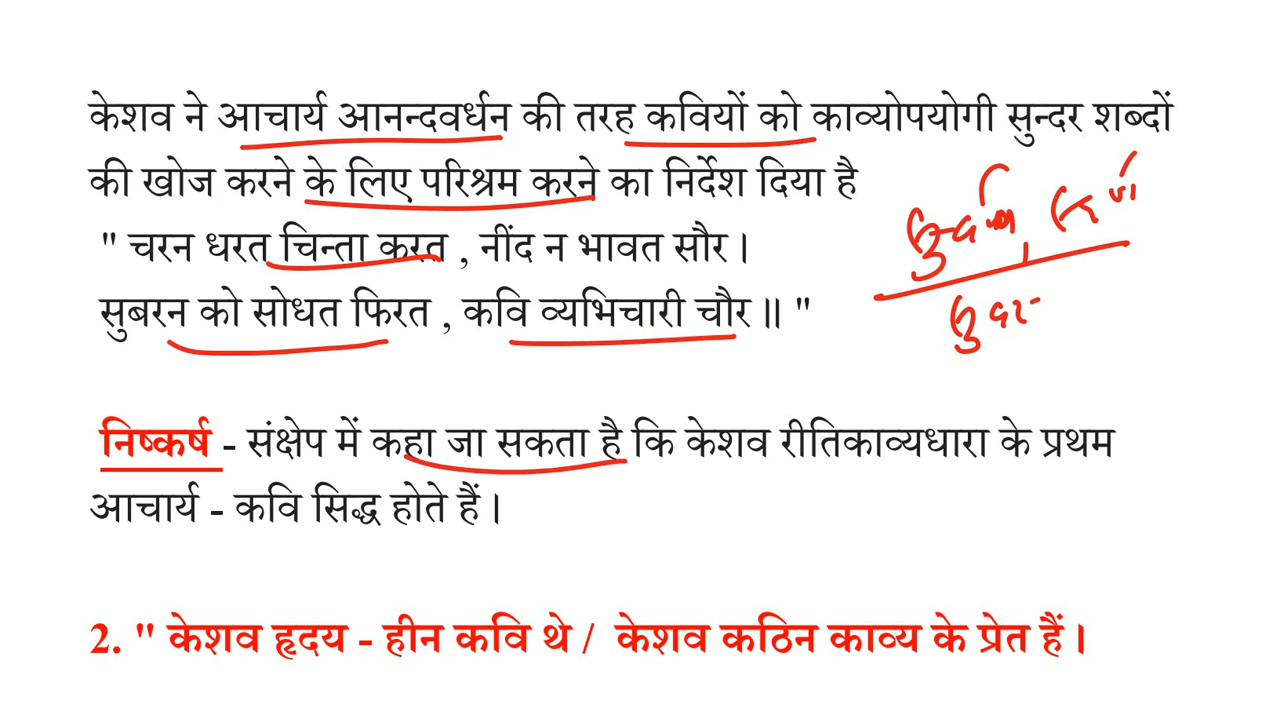 केशव ने आचार्य आनन्दवर्धन की तरह कवियों को काव्योपयोगी सुन्दर शब्दों
की खोज करने के लिए परिश्रम करने का निर्देश दिया है
" चरन धरत चिन्ता करत , नींद न भावत सौर ।
सुबरन को सोधत फिरत , कवि व्यभिचारी चौर ॥ "
निष्कर्ष - संक्षेप में कहा जा सकता है कि केशव रीतिकाव्यधारा के प्रथम
आचार्य - कवि सिद्ध होते हैं ।
2. " केशव हृदय - हीन कवि थे / केशव कठिन काव्य के प्रेत हैं ।